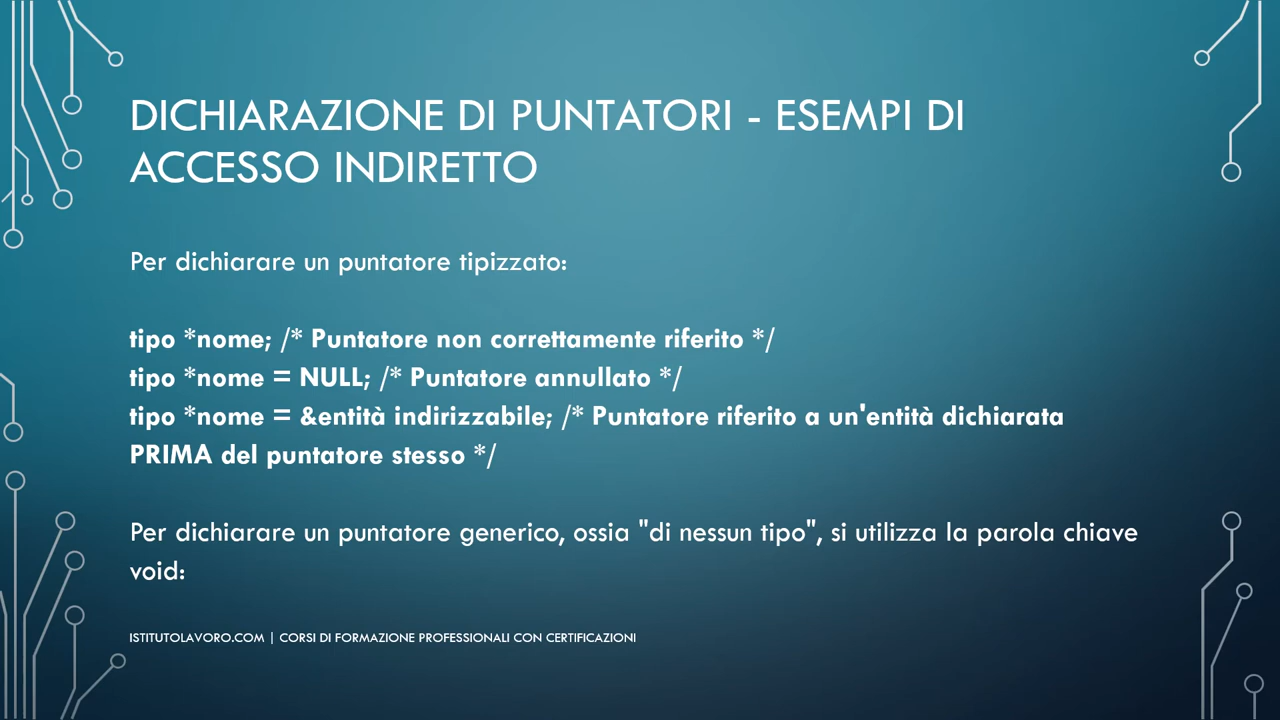 DICHIARAZIONE DI PUNTATORI - ESEMPI DI
ACCESSO INDIRETTO
Per dichiarare un puntatore tipizzato:
tipo *nome; /* Puntatore non correttamente riferito */
tipo *nome = NULL; /* Puntatore annullato */
tipo *nome = &entità indirizzabile; /* Puntatore riferito a un'entità dichiarata
PRIMA del puntatore stesso */
Per dichiarare un puntatore generico, ossia "di nessun tipo", si utilizza la parola chiave
void:
ISTITUTOLAVORO.COM | CORSI DI FORMAZIONE PROFESSIONALI CON CERTIFICAZIONI